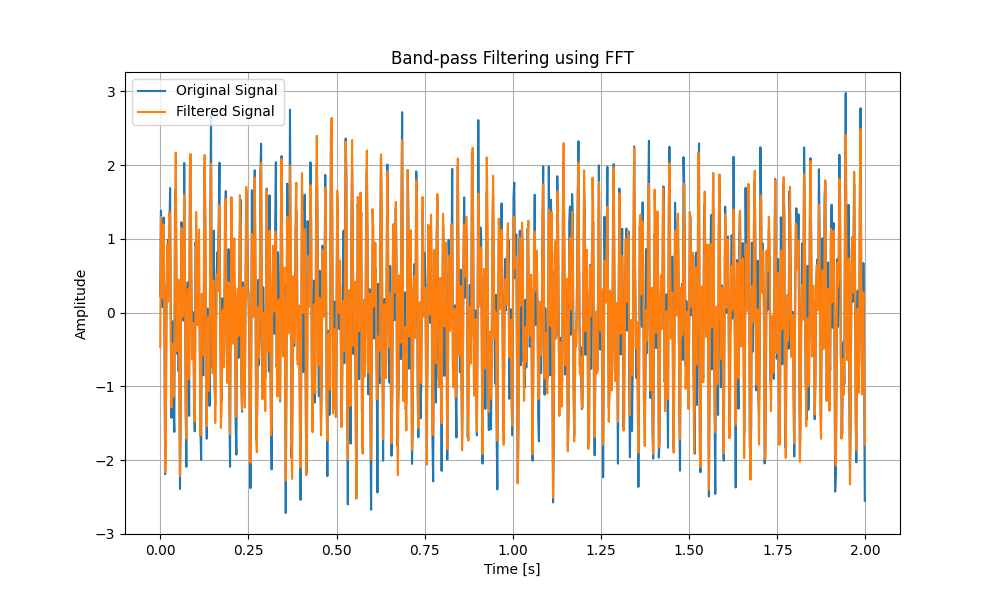 Band-pass Filtering using FFT
Original Signal
Filtered Signal
Amplitude
3
2
1
0
−1
−2
−3
0.00 0.25 0.50 0.75 1.00 1.25 1.50 1.75 2.00
Time [s]